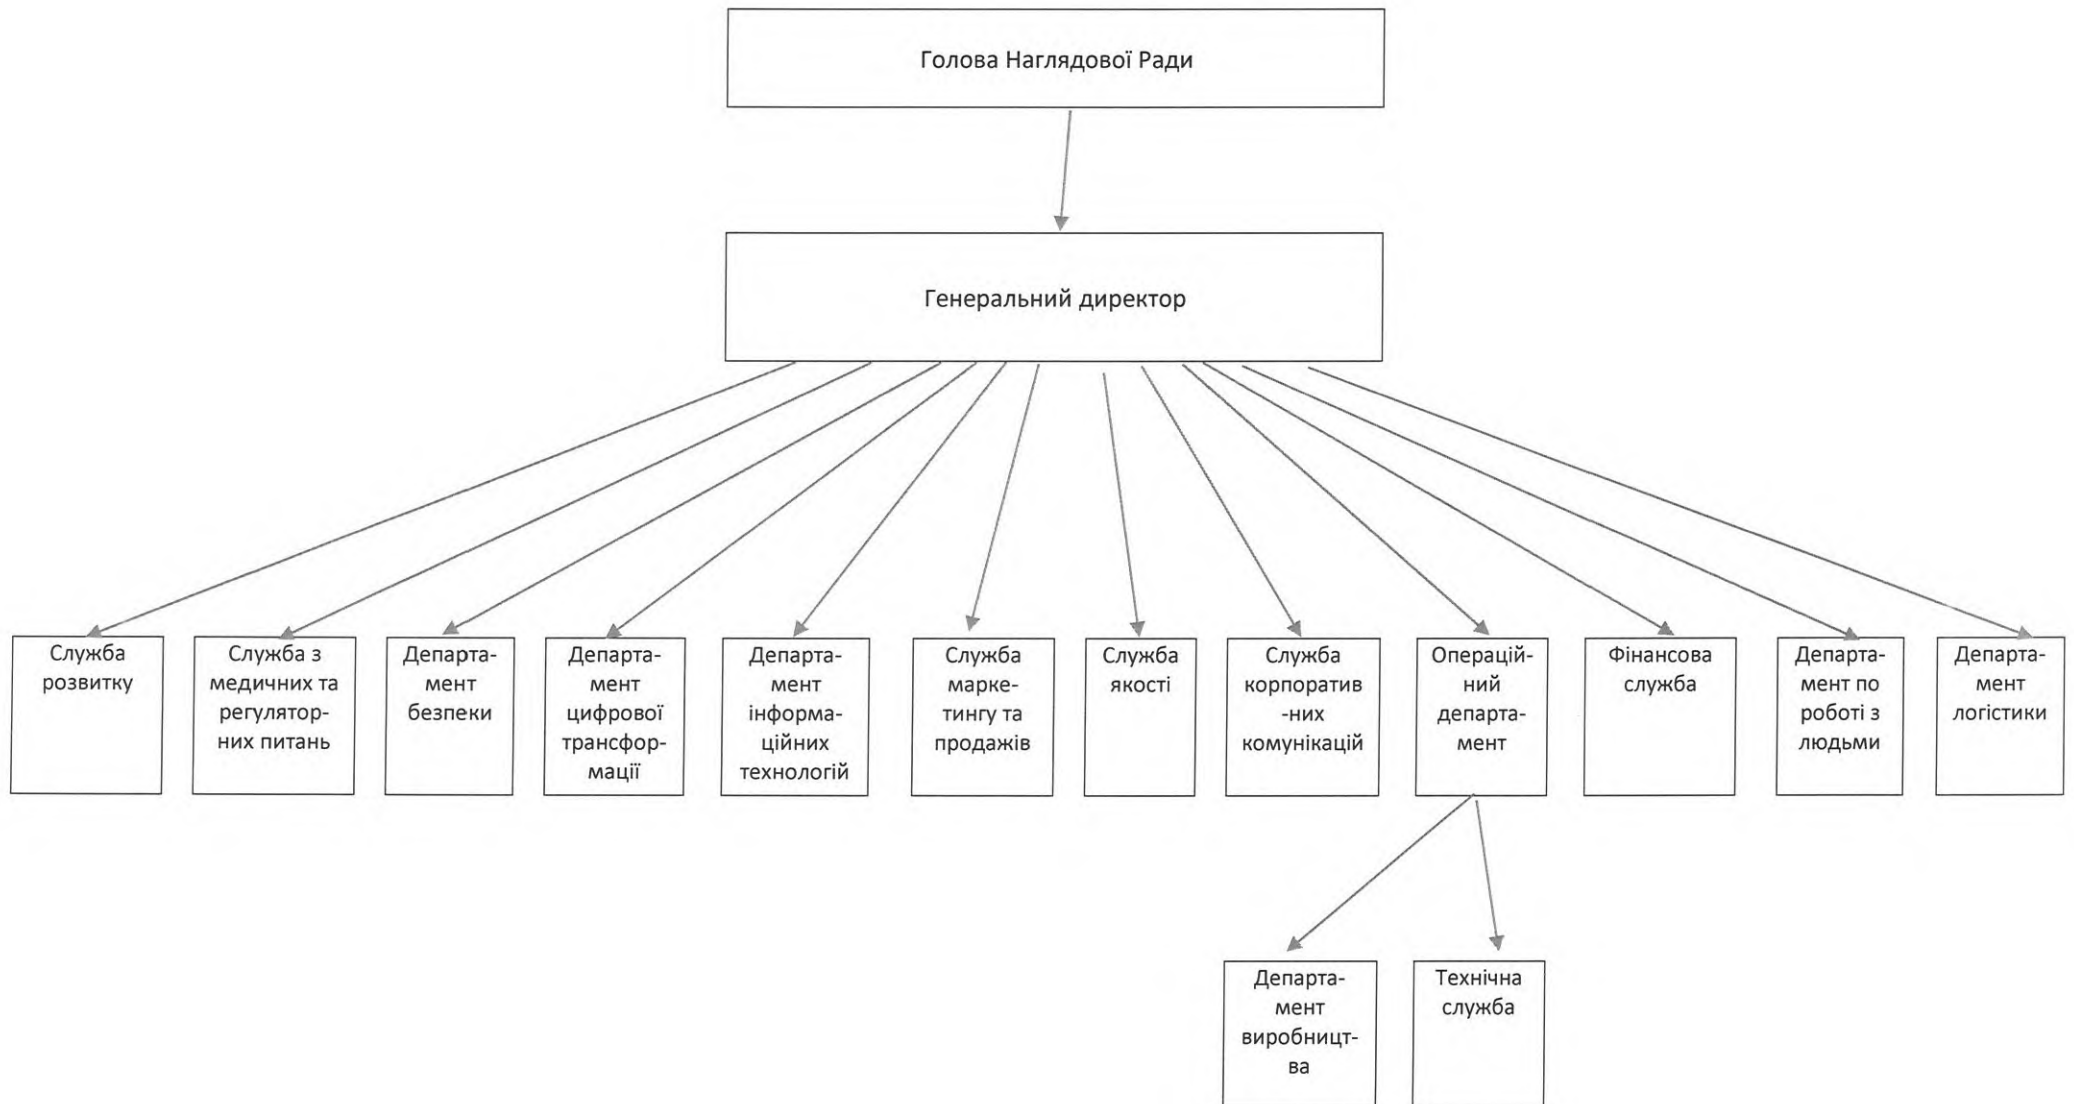 Голова Наглядової Ради
Генеральний директор
Служба
розвитку
Служба з
медичних та
регулятор-
них питань
Департа-
мент
безпеки
Департа-
мент
цифрової
трансфор-
мації
Департа-
мент
інформа-
ційних
технологій
Служба
марке-
тингу та
продажів
Служба
якості
Служба
корпоратив
-них
комунікацій
Операцій-
ний
департа-
мент
Фінансова
служба
Департа-
мент по
роботі з
людьми
Департа-
мент
логістики
Департа-
мент
виробницт-
ва
Технічна
служба